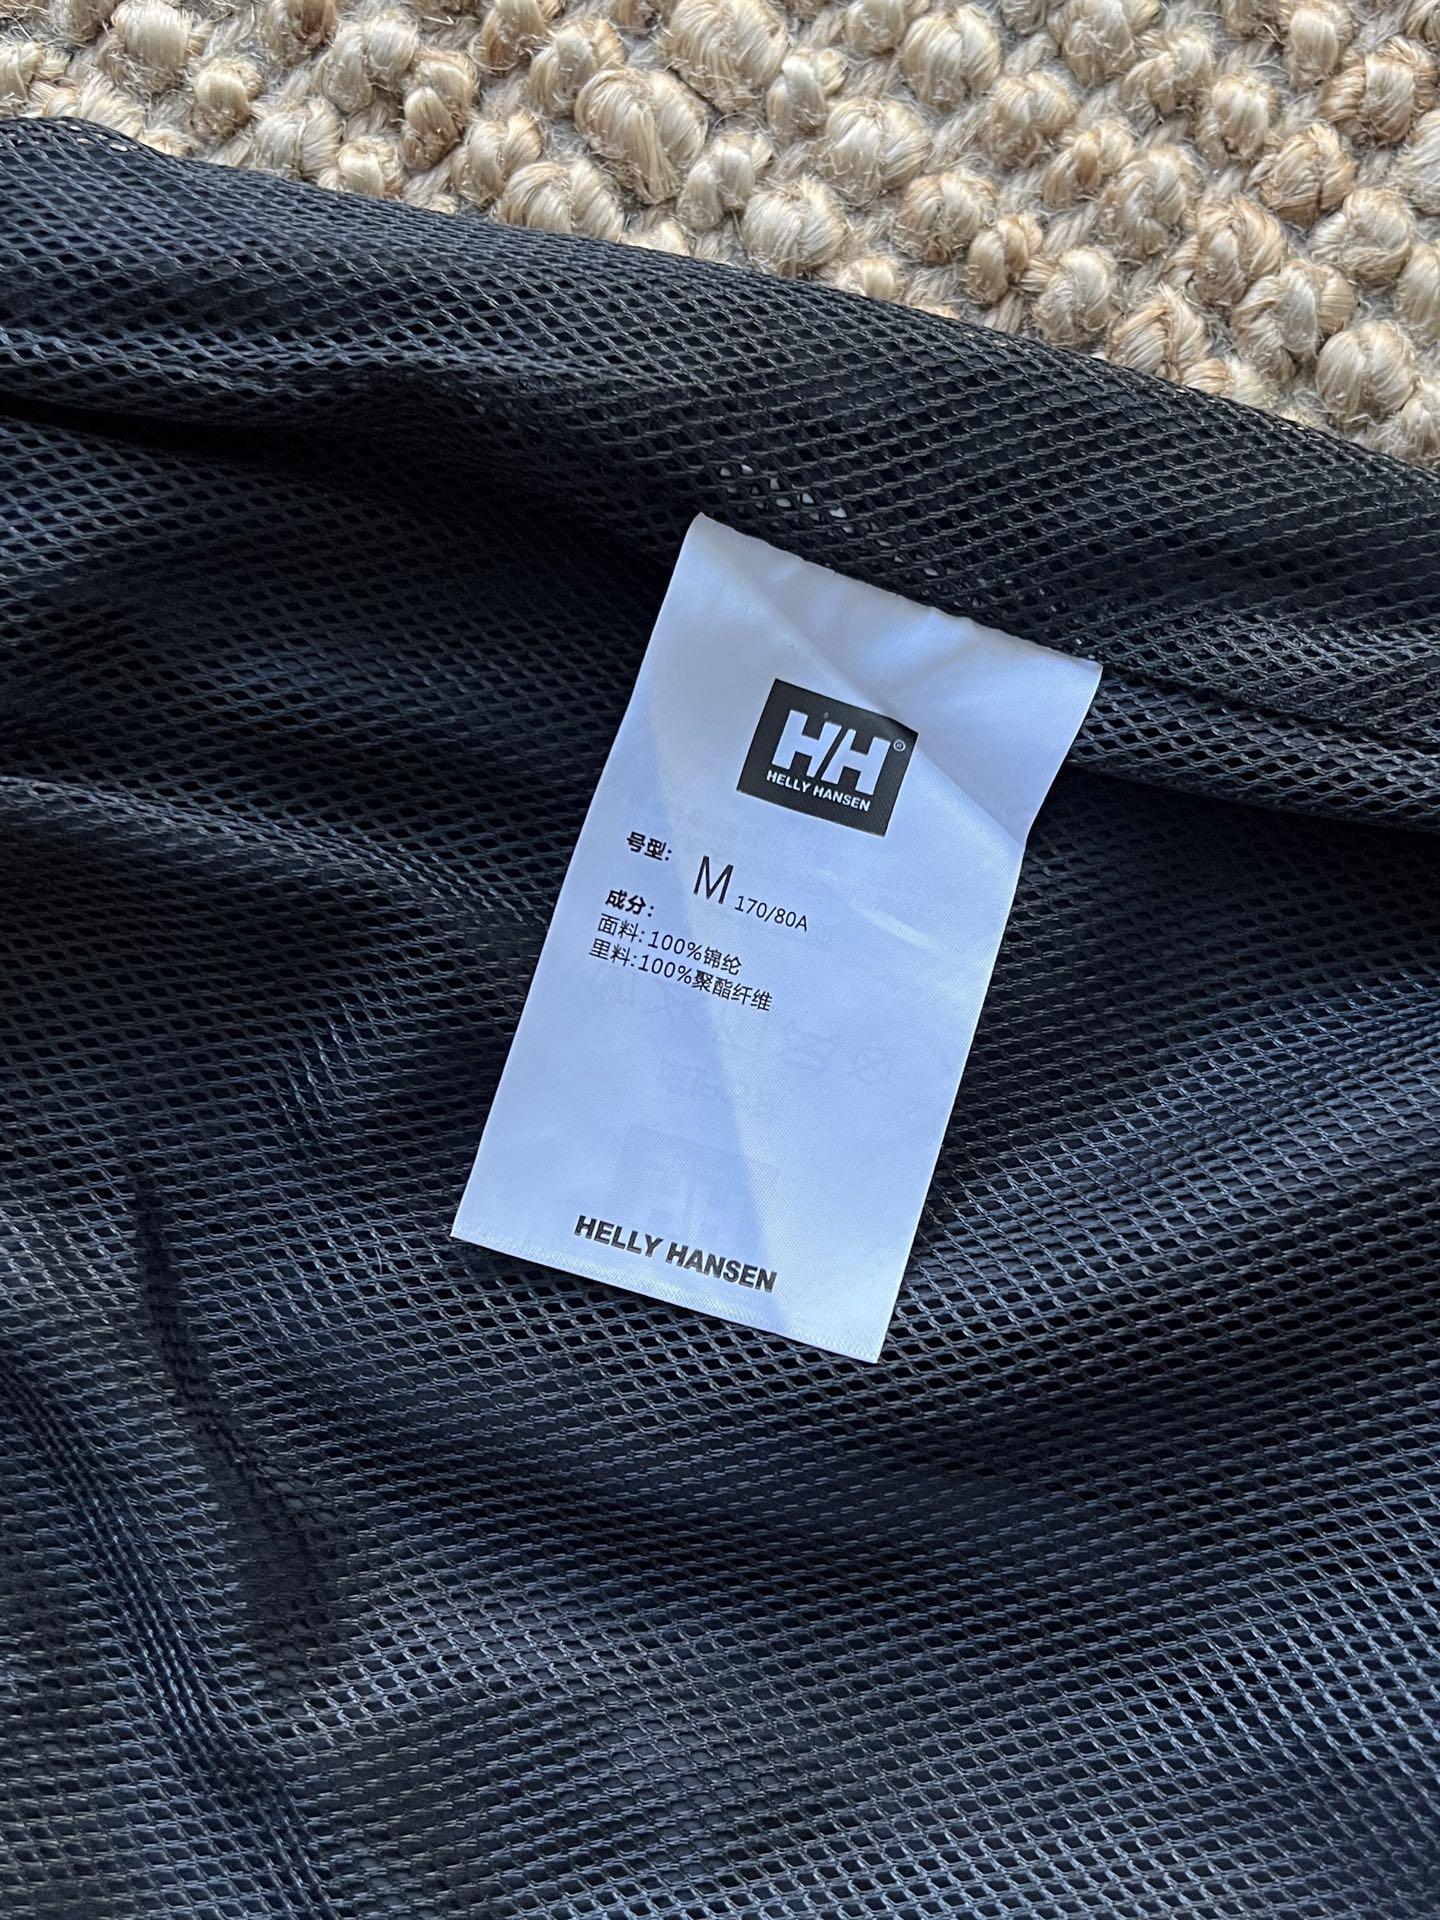 HH®
HELLY HANSEN
号型: M 170/80A
成分:
面料:100%锦纶
里料:100%聚酯纤维
HELLY HANSEN